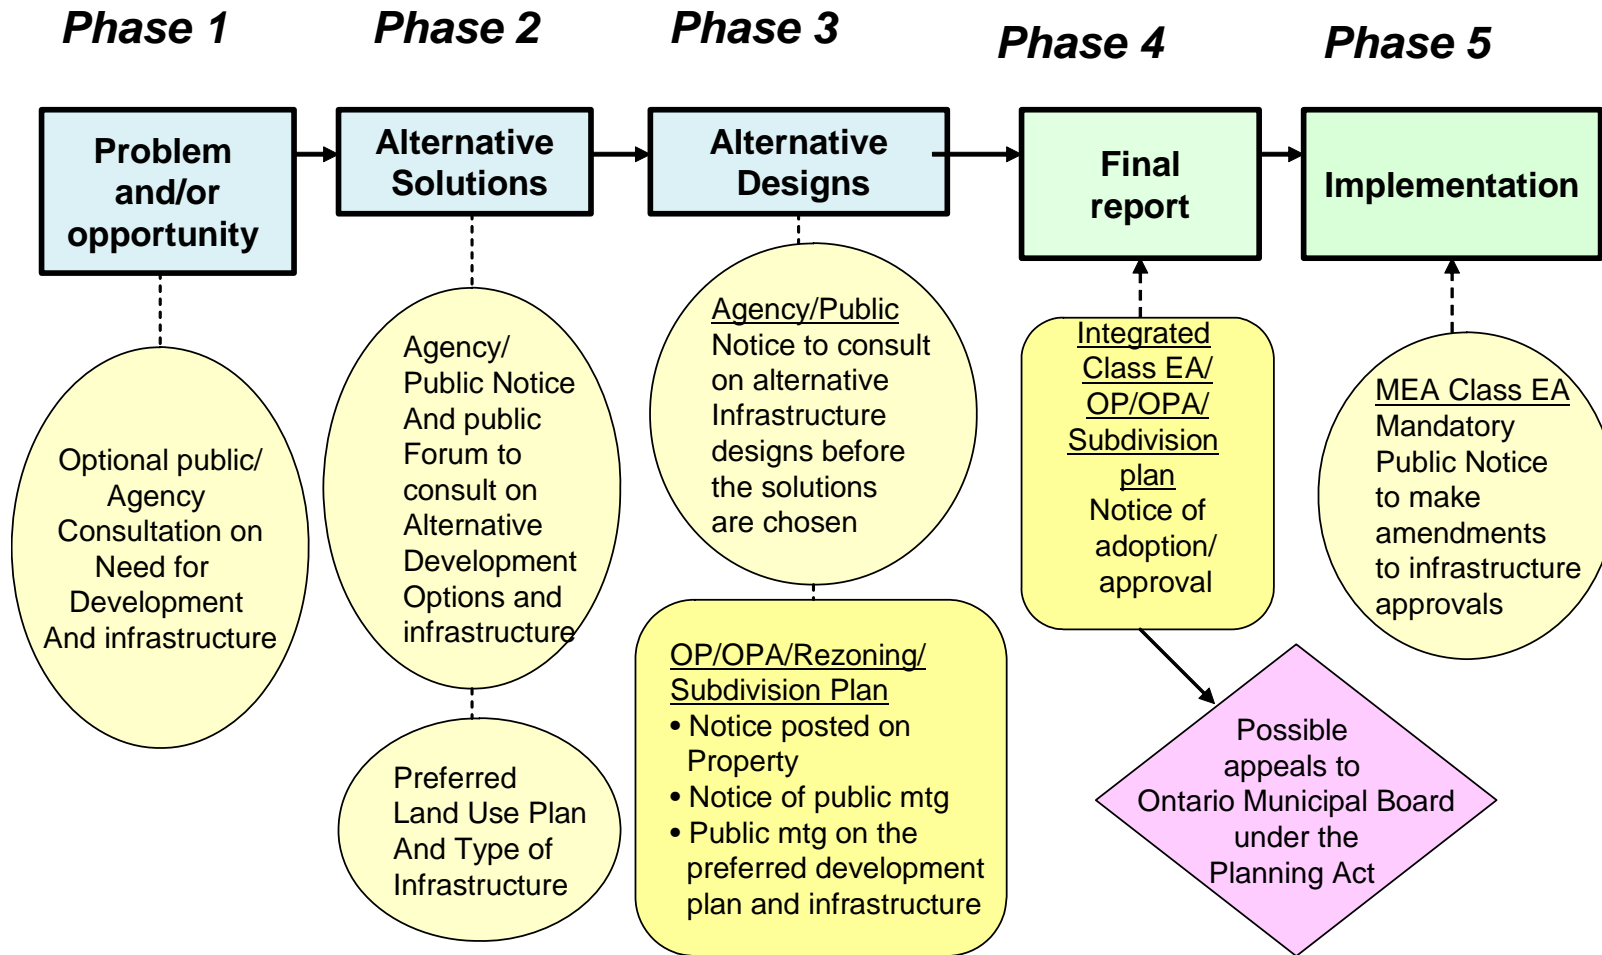 Phase 1
Phase 2
Phase 3
Phase 4
Phase 5
Problem
and/or
opportunity
Alternative
Solutions
Alternative
Designs
Final
report
Implementation
Optional public/
Agency
Consultation on
Need for
Development
And infrastructure
Agency/
Public Notice
And public
Forum to
consult on
Alternative
Development
Options and
infrastructure
Preferred
Land Use Plan
And Type of
Infrastructure
Agency/Public
Notice to consult
on alternative
Infrastructure
designs before
the solutions
are chosen
OP/OPA/Rezoning/
Subdivision Plan
• Notice posted on
Property
• Notice of public mtg
• Public mtg on the
preferred development
plan and infrastructure
Integrated
Class EA/
OP/OPA/
Subdivision
plan
Notice of
adoption/
approval
Possible
appeals to
Ontario Municipal Board
under the
Planning Act
MEA Class EA
Mandatory
Public Notice
to make
amendments
to infrastructure
approvals